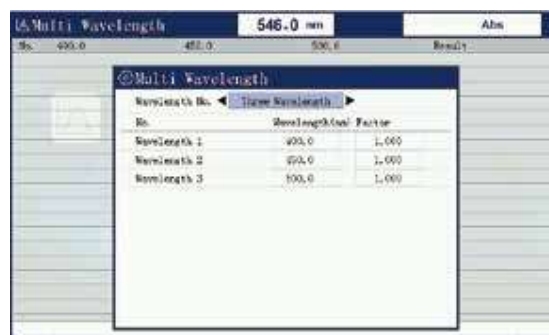 Multi Wavelength 546.0 nm Abs
No. 400.0 450.0 500.0 Result
Multi Wavelength
Wavelength No. ◀ Three Wavelength ▶
No. Wavelength(nm) Factor
Wavelength 1 400.0 1.000
Wavelength 2 450.0 1.000
Wavelength 3 500.0 1.000